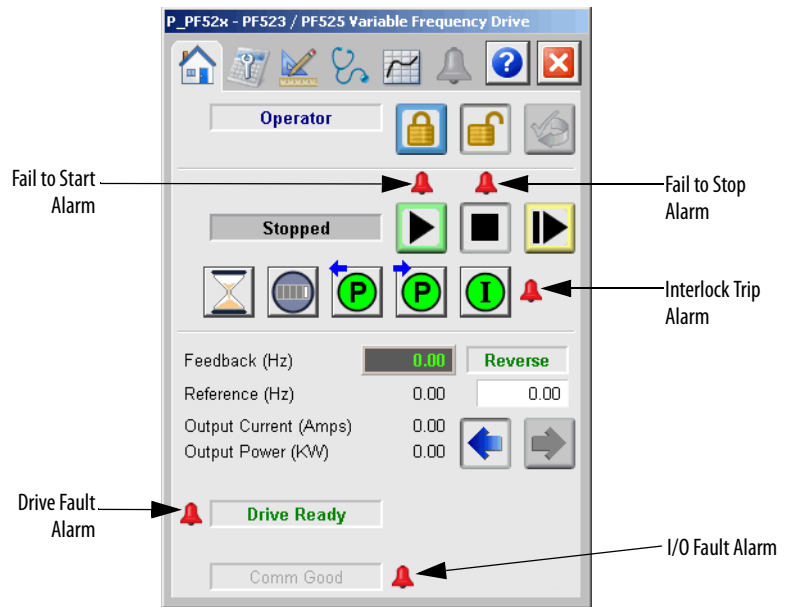 P_PF52x - PF523 / PF525 Variable Frequency Drive
?
Operator
Fail to Start
Alarm
Fail to Stop
Alarm
Stopped
P
P
I
Interlock Trip
Alarm
Feedback (Hz) 0.00 Reverse
Reference (Hz) 0.00 0.00
Output Current (Amps) 0.00
Output Power (KW) 0.00
Drive Fault
Alarm
Drive Ready
I/O Fault Alarm
Comm Good